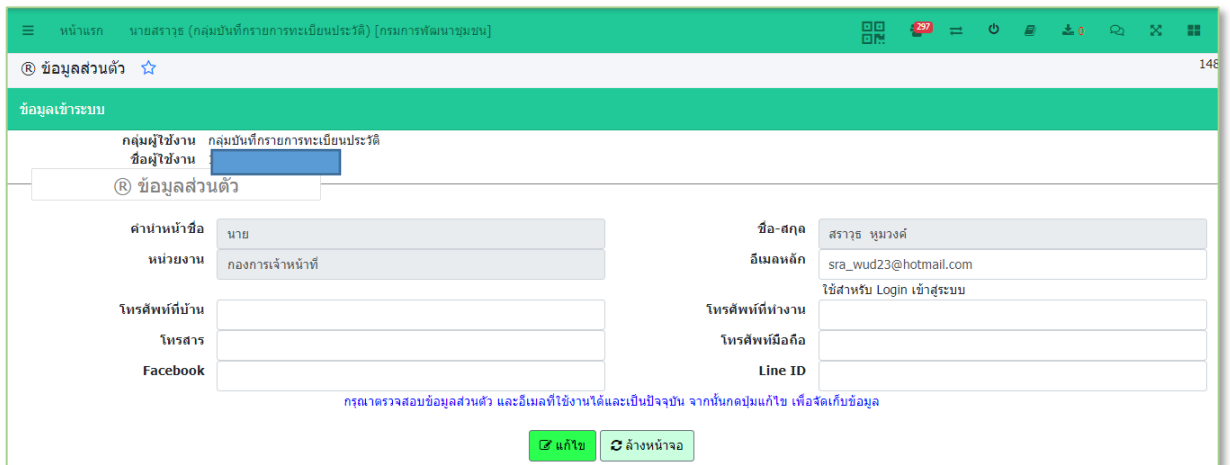 หน้าแรก นายสราวุธ (กลุ่มบันทึกรายการทะเบียนประวัติ) [กรมการพัฒนาชุมชน] 297 0
® ข้อมูลส่วนตัว 148
ข้อมูลเข้าระบบ
กลุ่มผู้ใช้งาน กลุ่มบันทึกรายการทะเบียนประวัติ
ชื่อผู้ใช้งาน
® ข้อมูลส่วนตัว
คำนำหน้าชื่อ นาย ชื่อ-สกุล สราวุธ หูมวงค์
หน่วยงาน กองการเจ้าหน้าที่ อีเมลหลัก sra_wud23@hotmail.com
ใช้สำหรับ Login เข้าสู่ระบบ
โทรศัพท์ที่บ้าน โทรศัพท์ที่ทำงาน
โทรสาร โทรศัพท์มือถือ
Facebook Line ID
กรุณาตรวจสอบข้อมูลส่วนตัว และอีเมลที่ใช้งานได้และเป็นปัจจุบัน จากนั้นกดปุ่มแก้ไข เพื่อจัดเก็บข้อมูล
แก้ไข ล้างหน้าจอ